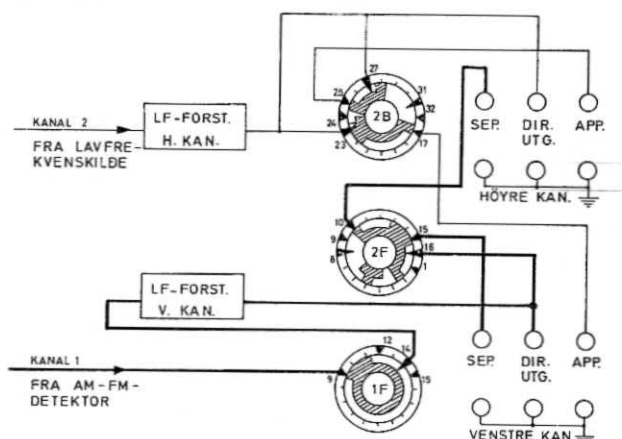 27
25
31
2B
32
24
23
17
KANAL 2
LF-FORST.
H. KAN.
FRA LAVFRE-
KVENSKILDE
SEP.
DIR.
UTG.
APP.
HÖYRE KAN.
10
15
9
2F
16
8
1
LF-FORST.
V. KAN.
12
14
KANAL 1
9
1F
15
FRA AM-FM-
DETEKTOR
SEP.
DIR.
UTG.
APP.
VENSTRE KAN